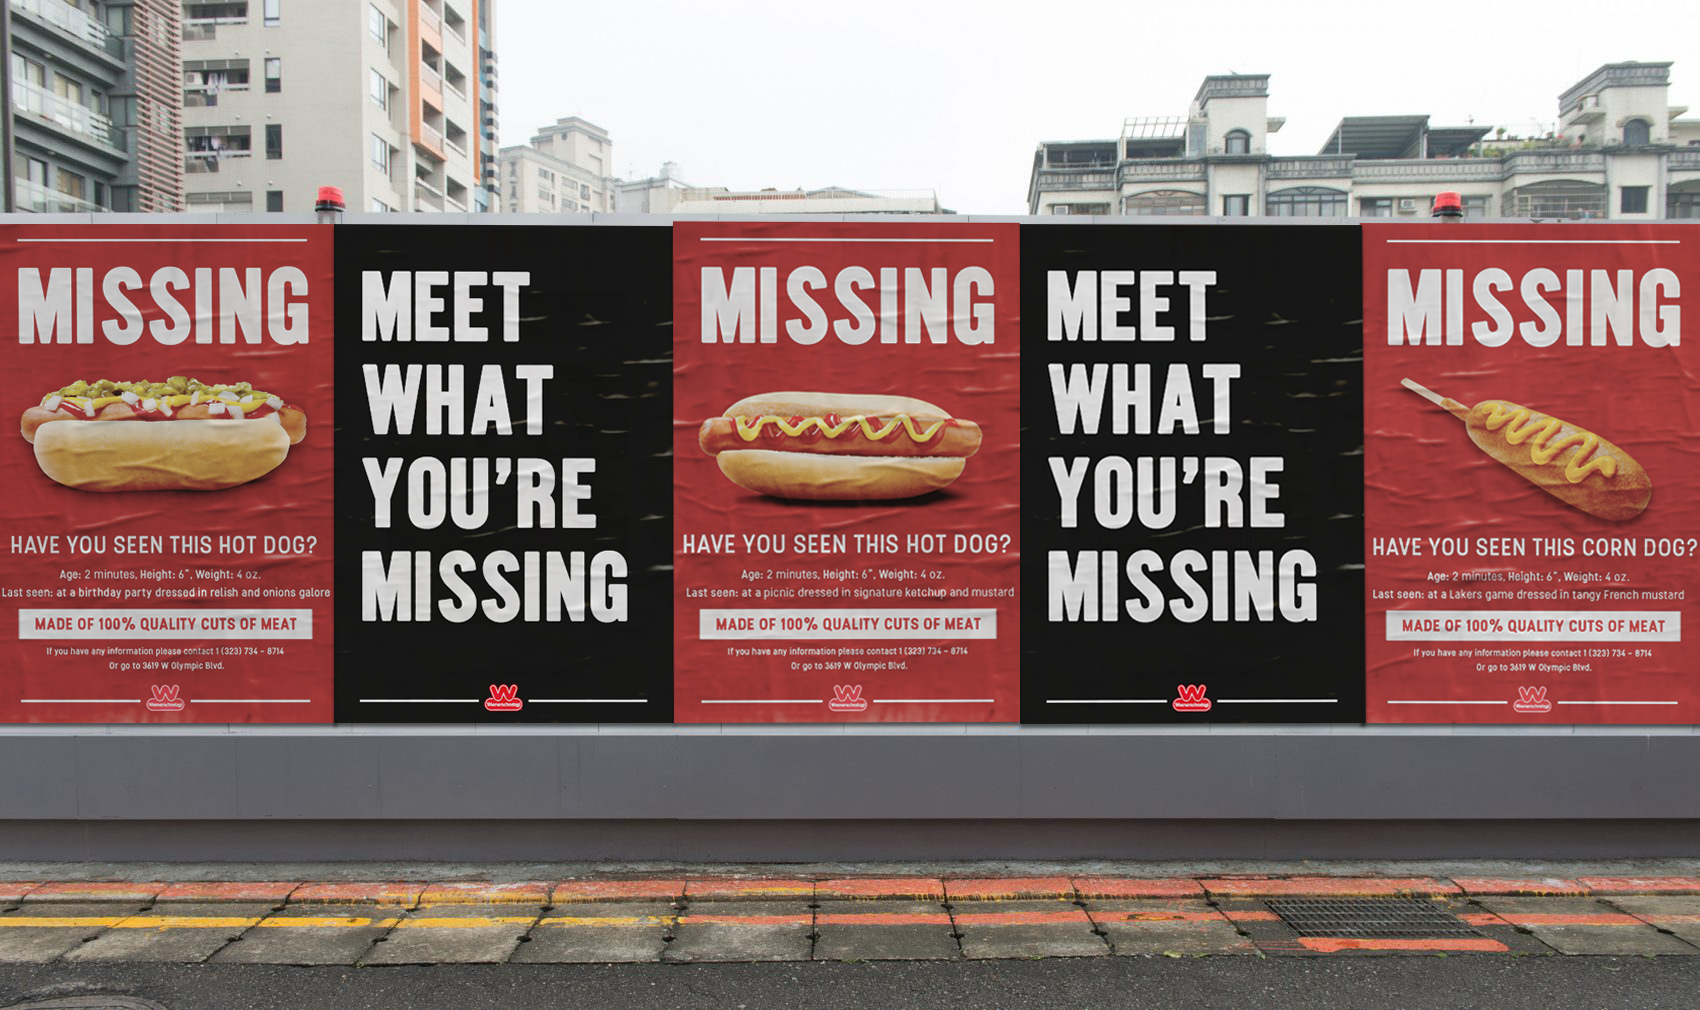 MISSING
HAVE YOU SEEN THIS HOT DOG?
Age: 2 minutes, Height: 6", Weight: 4 oz.
Last seen: at a birthday party dressed in relish and onions galore
MADE OF 100% QUALITY CUTS OF MEAT
If you have any information please contact 1 (323) 734 - 8714
Or go to 3619 W Olympic Blvd.
W
Wienerschnitzel
MEET
WHAT
YOU'RE
MISSING
W
Wienerschnitzel
MISSING
HAVE YOU SEEN THIS HOT DOG?
Age: 2 minutes, Height: 6", Weight: 4 oz.
Last seen: at a picnic dressed in signature ketchup and mustard
MADE OF 100% QUALITY CUTS OF MEAT
If you have any information please contact 1 (323) 734 - 8714
Or go to 3619 W Olympic Blvd.
W
Wienerschnitzel
MEET
WHAT
YOU'RE
MISSING
W
Wienerschnitzel
MISSING
HAVE YOU SEEN THIS CORN DOG?
Age: 2 minutes, Height: 6", Weight: 4 oz.
Last seen: at a Lakers game dressed in tangy French mustard
MADE OF 100% QUALITY CUTS OF MEAT
If you have any information please contact 1 (323) 734 - 8714
Or go to 3619 W Olympic Blvd.
W
Wienerschnitzel